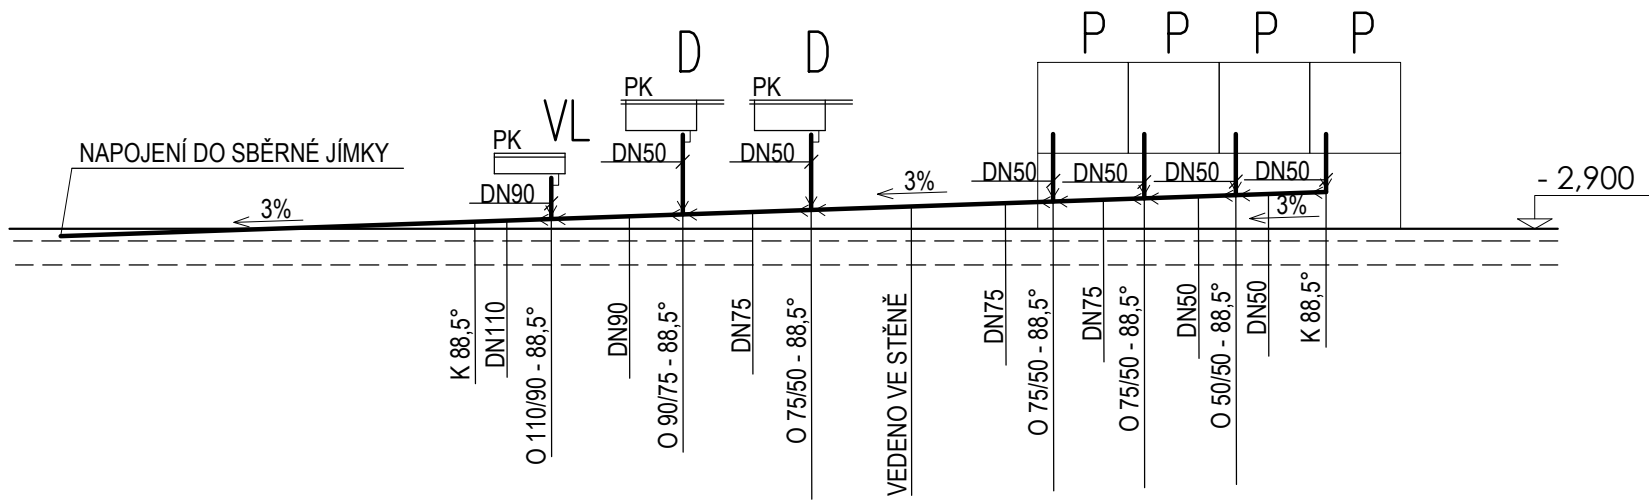 P P P P
D D
PK PK
VL
PK
NAPOJENÍ DO SBĚRNÉ JÍMKY
DN50 DN50
DN50 DN50 DN50 DN50
- 2,900
DN90
3%
3%
3%
K 88,5°
DN110
O 110/90 - 88,5°
DN90
O 90/75 - 88,5°
DN75
O 75/50 - 88,5°
VEDENO VE STĚNĚ
DN75
O 75/50 - 88,5°
DN75
O 75/50 - 88,5°
DN50
O 50/50 - 88,5°
DN50
K 88,5°